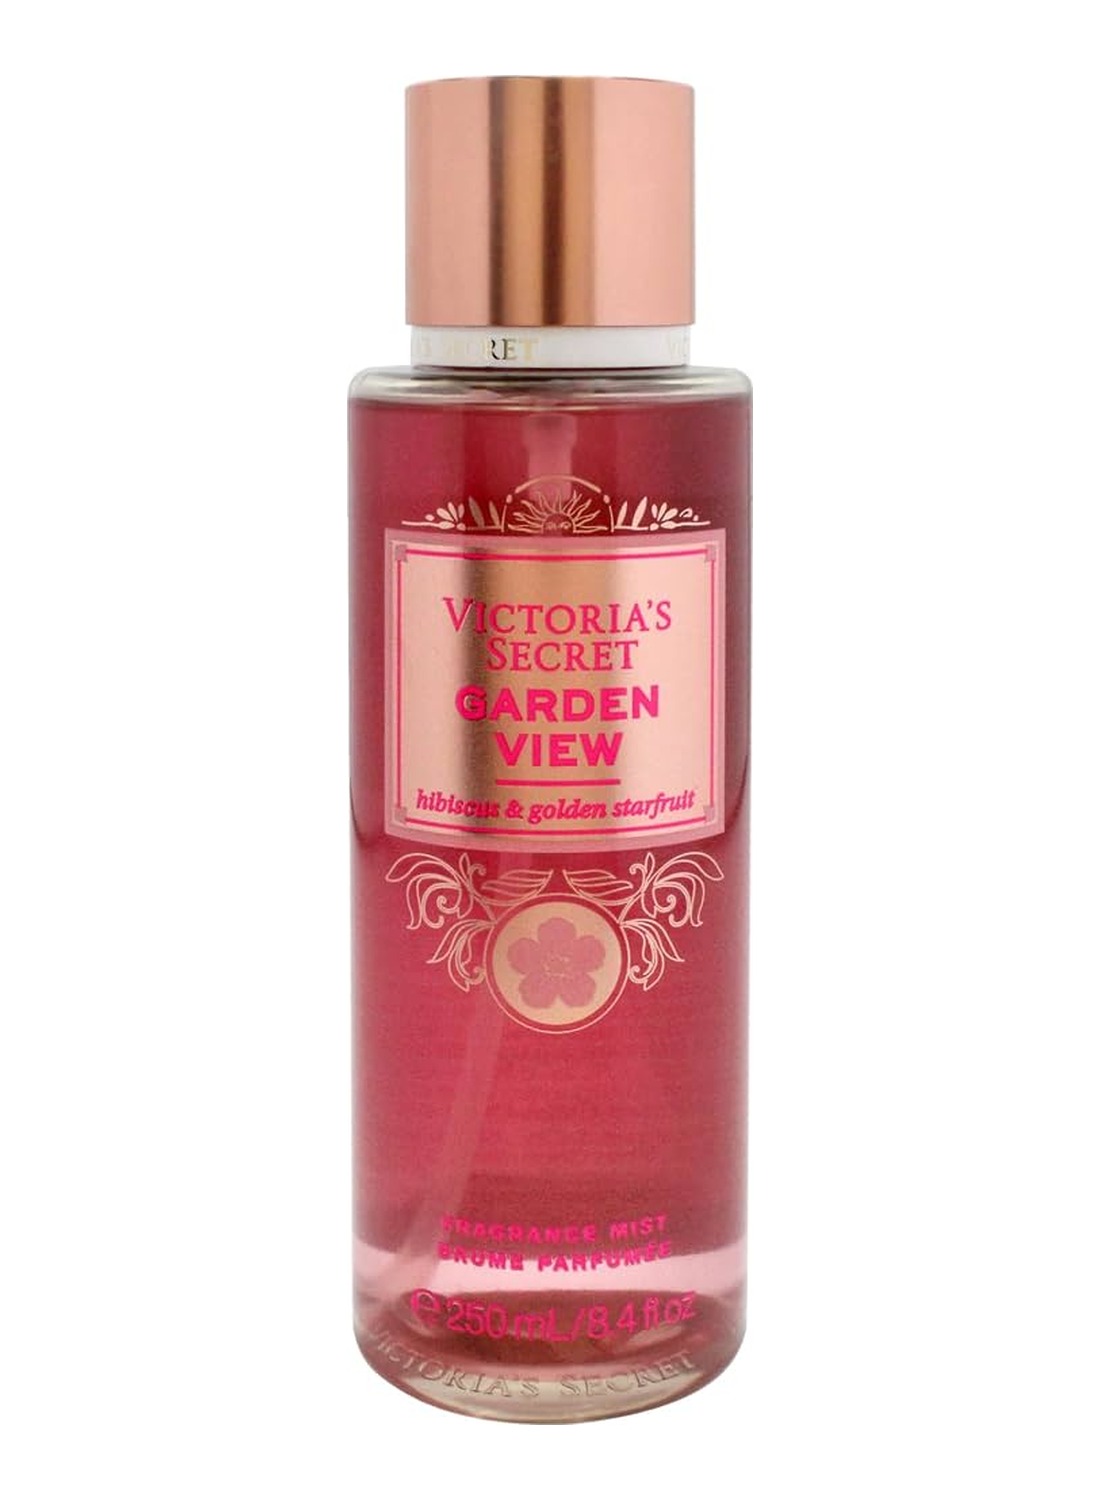 RET
VICTORIA'S
SECRET
GARDEN
VIEW
hibiscus & golden starfruit
FRAGRANCE MIST
BRUME PARFUMÉE
℮ 250 mL/8.4 fl oz
VICTORIA'S SECRET